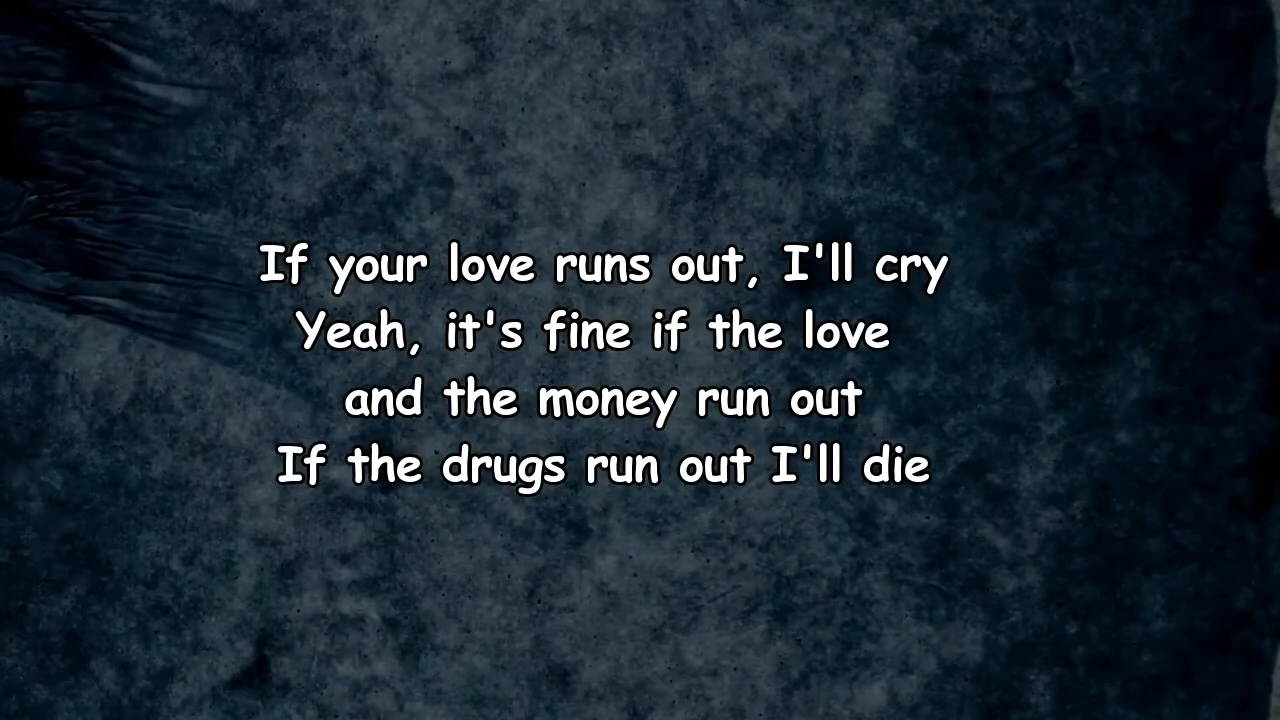 If your love runs out, I'll cry
Yeah, it's fine if the love
and the money run out
If the drugs run out I'll die